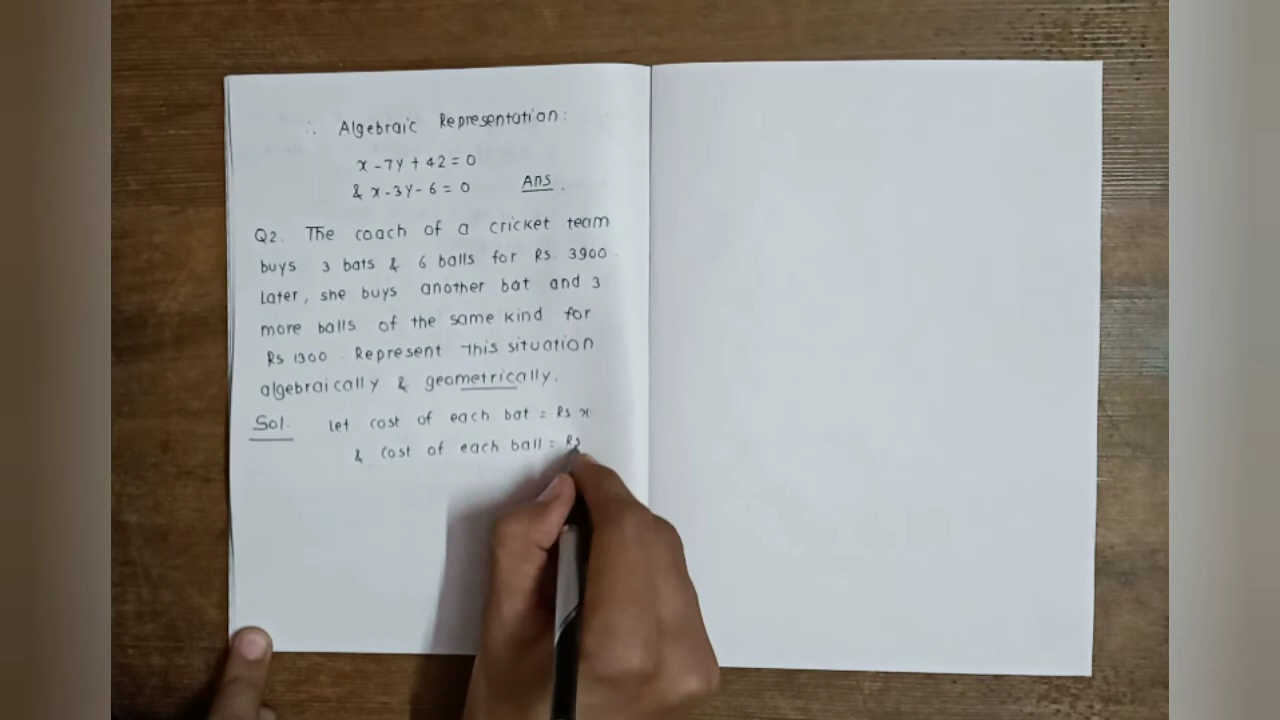 ∴ Algebraic Representation:
x - 7y + 42 = 0
& x - 3y - 6 = 0 Ans.
Q2. The coach of a cricket team
buys 3 bats & 6 balls for Rs. 3900.
Later, she buys another bat and 3
more balls of the same kind for
Rs 1300. Represent this situation
algebraically & geometrically.
Sol. Let cost of each bat = Rs x
& cost of each ball = Rs